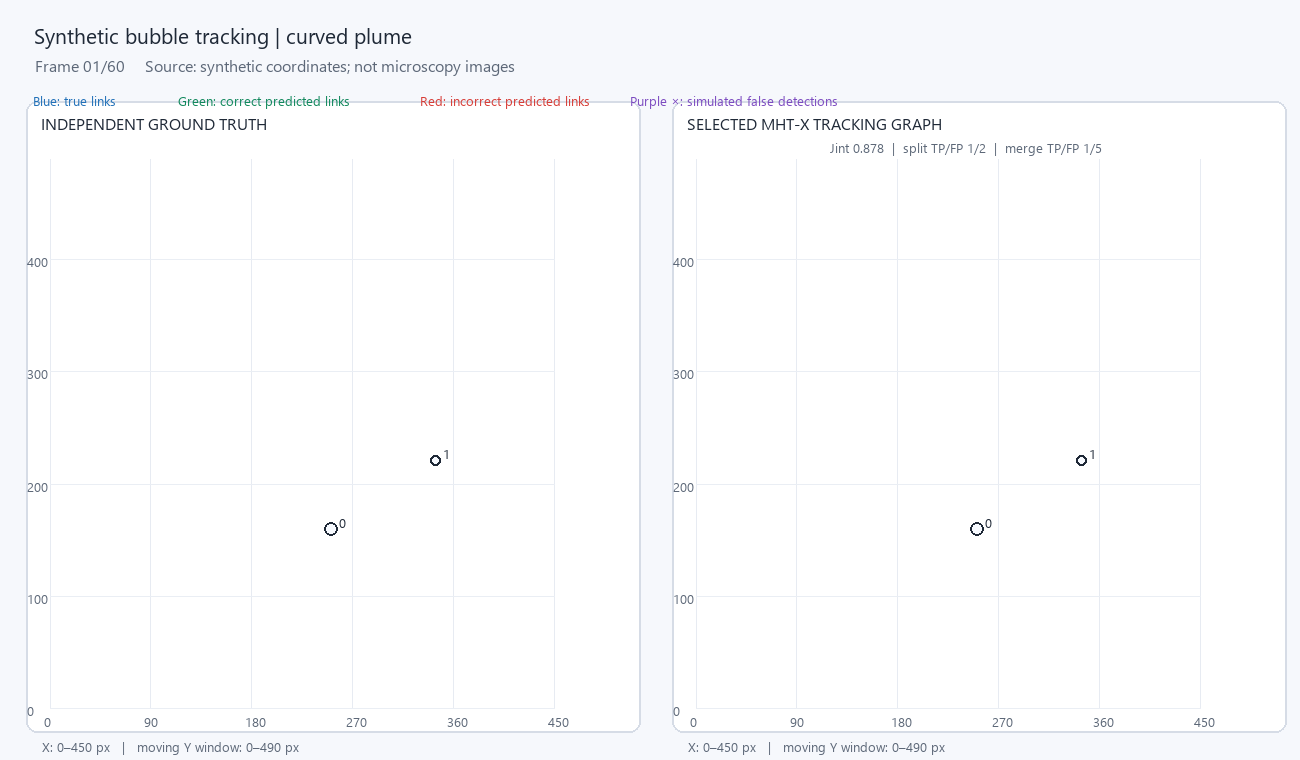 Synthetic bubble tracking | curved plume
Frame 01/60 Source: synthetic coordinates; not microscopy images
Blue: true links Green: correct predicted links Red: incorrect predicted links Purple ×: simulated false detections
INDEPENDENT GROUND TRUTH
400
300
200
100
0
1
0
0 90 180 270 360 450
X: 0–450 px | moving Y window: 0–490 px
SELECTED MHT-X TRACKING GRAPH
Jint 0.878 | split TP/FP 1/2 | merge TP/FP 1/5
400
300
200
100
0
1
0
0 90 180 270 360 450
X: 0–450 px | moving Y window: 0–490 px